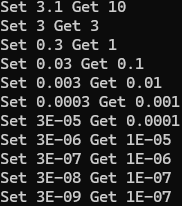 Set 3.1 Get 10
Set 3 Get 3
Set 0.3 Get 1
Set 0.03 Get 0.1
Set 0.003 Get 0.01
Set 0.0003 Get 0.001
Set 3E-05 Get 0.0001
Set 3E-06 Get 1E-05
Set 3E-07 Get 1E-06
Set 3E-08 Get 1E-07
Set 3E-09 Get 1E-07